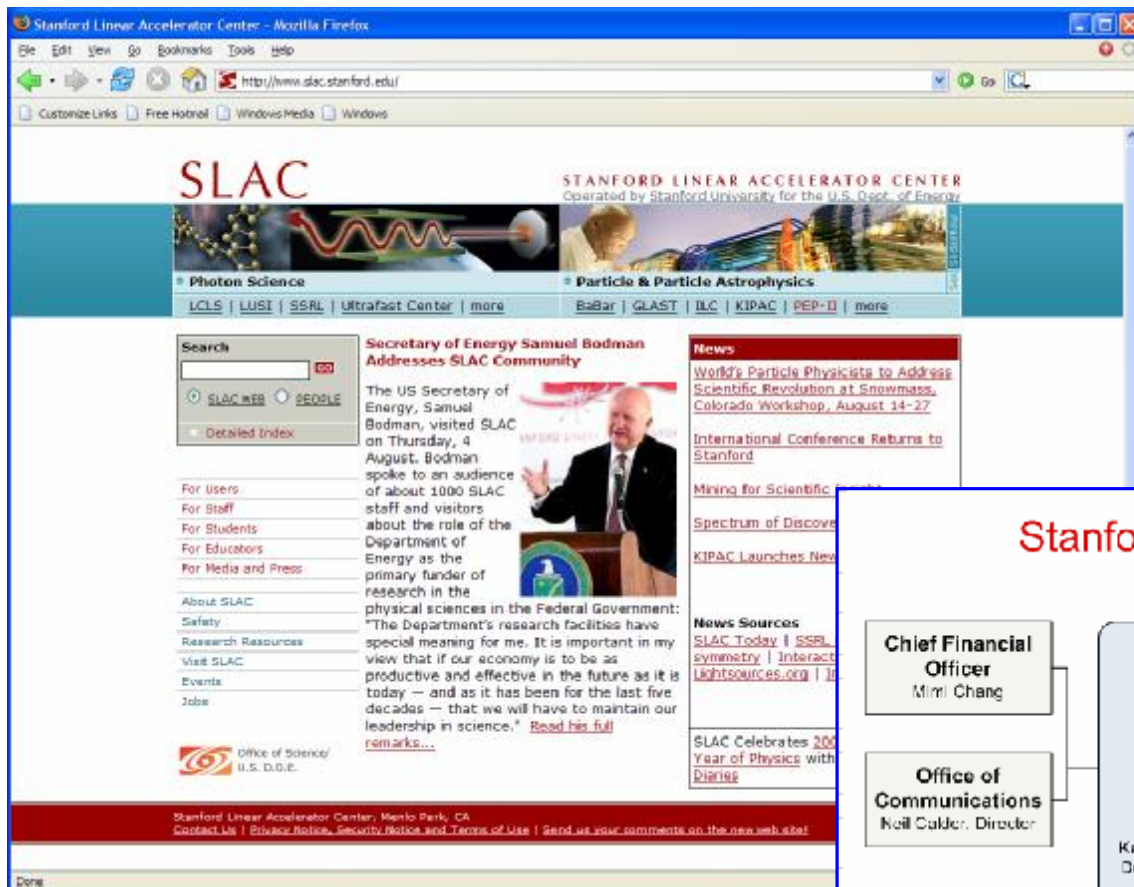 Stanford Linear Accelerator Center - Mozilla Firefox
File Edit View Go Bookmarks Tools Help
http://www.slac.stanford.edu/
Go
Customize Links Free Hotmail Windows Media Windows
SLAC
STANFORD LINEAR ACCELERATOR CENTER
Operated by Stanford University for the U.S. Dept. of Energy
Photon Science
Particle & Particle Astrophysics
LCLS | LUSI | SSRL | Ultrafast Center | more
BaBar | GLAST | ILC | KIPAC | PEP-II | more
Search
GO
SLAC WEB PEOPLE
Detailed Index
For Users
For Staff
For Students
For Educators
For Media and Press
About SLAC
Safety
Research Resources
Visit SLAC
Events
Jobs
Office of Science/
U.S. D.O.E.
Secretary of Energy Samuel Bodman
Addresses SLAC Community
The US Secretary of
Energy, Samuel
Bodman, visited SLAC
on Thursday, 4
August. Bodman
spoke to an audience
of about 1000 SLAC
staff and visitors
about the role of the
Department of
Energy as the
primary funder of
research in the
physical sciences in the Federal Government:
"The Department's research facilities have
special meaning for me. It is important in my
view that if our economy is to be as
productive and effective in the future as it is
today — and as it has been for the last five
decades — that we will have to maintain our
leadership in science." Read his full
remarks...
News
World's Particle Physicists to Address
Scientific Revolution at Snowmass,
Colorado Workshop, August 14-27
International Conference Returns to
Stanford
Mining for Scientific
Spectrum of Discove
KIPAC Launches New
News Sources
SLAC Today | SSRL
symmetry | Interact
Lightsources.org |
SLAC Celebrates 200
Year of Physics with
Diaries
Stanford Linear Accelerator Center, Menlo Park, CA
Contact Us | Privacy Notice, Security Notice and Terms of Use | Send us your comments on the new web site!
Done
Stanfo
Chief Financial
Officer
Mimi Chang
Office of
Communications
Neil Calder, Director